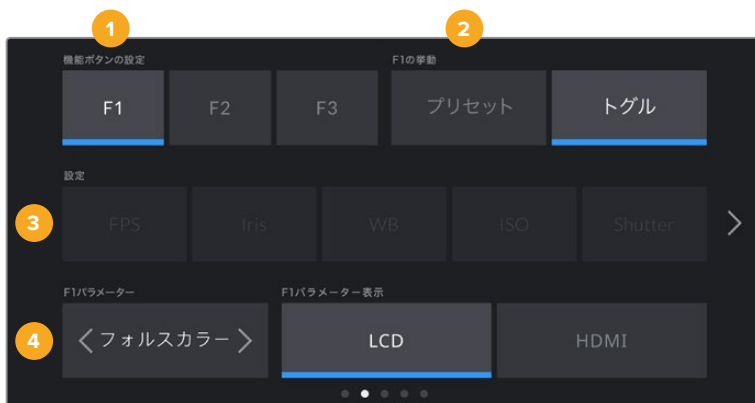 1
2
機能ボタンの設定
F1の挙動
F1
F2
F3
プリセット
トグル
設定
3
FPS
Iris
WB
ISO
Shutter
F1パラメーター
F1パラメーター表示
4
フォルスカラー
LCD
HDMI